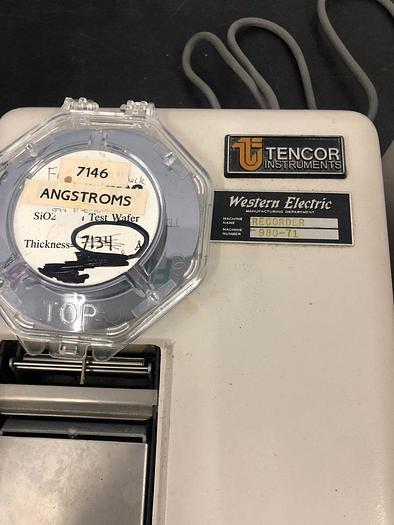 7146
ANGSTROMS
SiO2 Test Wafer
Thickness= 7134 A
TOP
TENCOR
INSTRUMENTS
Western Electric
MANUFACTURING DEPARTMENT
MACHINE NAME RECORDER
MACHINE NUMBER 980-71